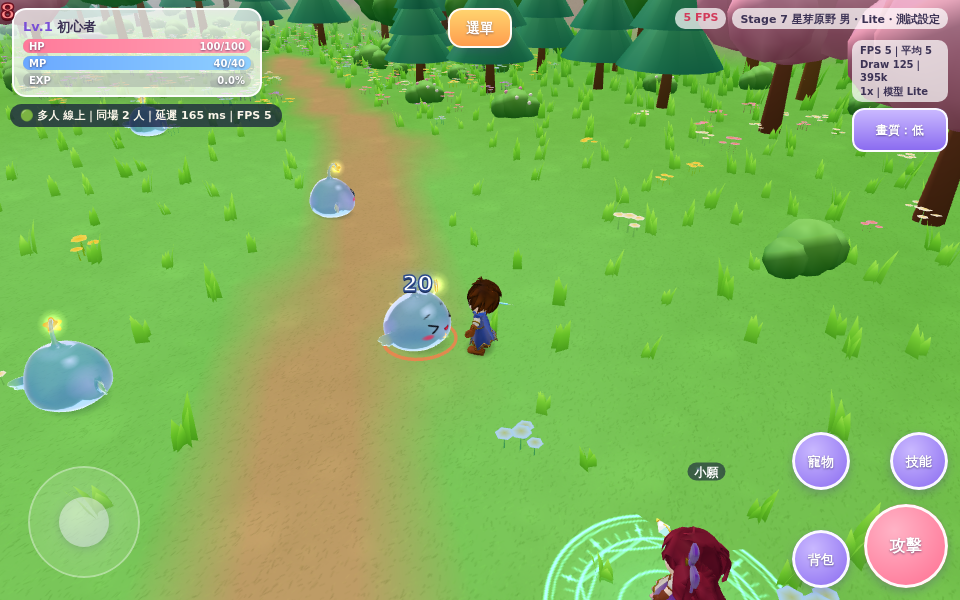 8
Lv.1 初心者
HP 100/100
MP 40/40
EXP 0.0%
多人 線上 | 同場 2 人 | 延遲 165 ms | FPS 5
選單
5 FPS
Stage 7 星芽原野 男・Lite・測試設定
FPS 5 | 平均 5
Draw 125 |
395k
1x | 模型 Lite
畫質：低
20
小願
寵物
技能
背包
攻擊